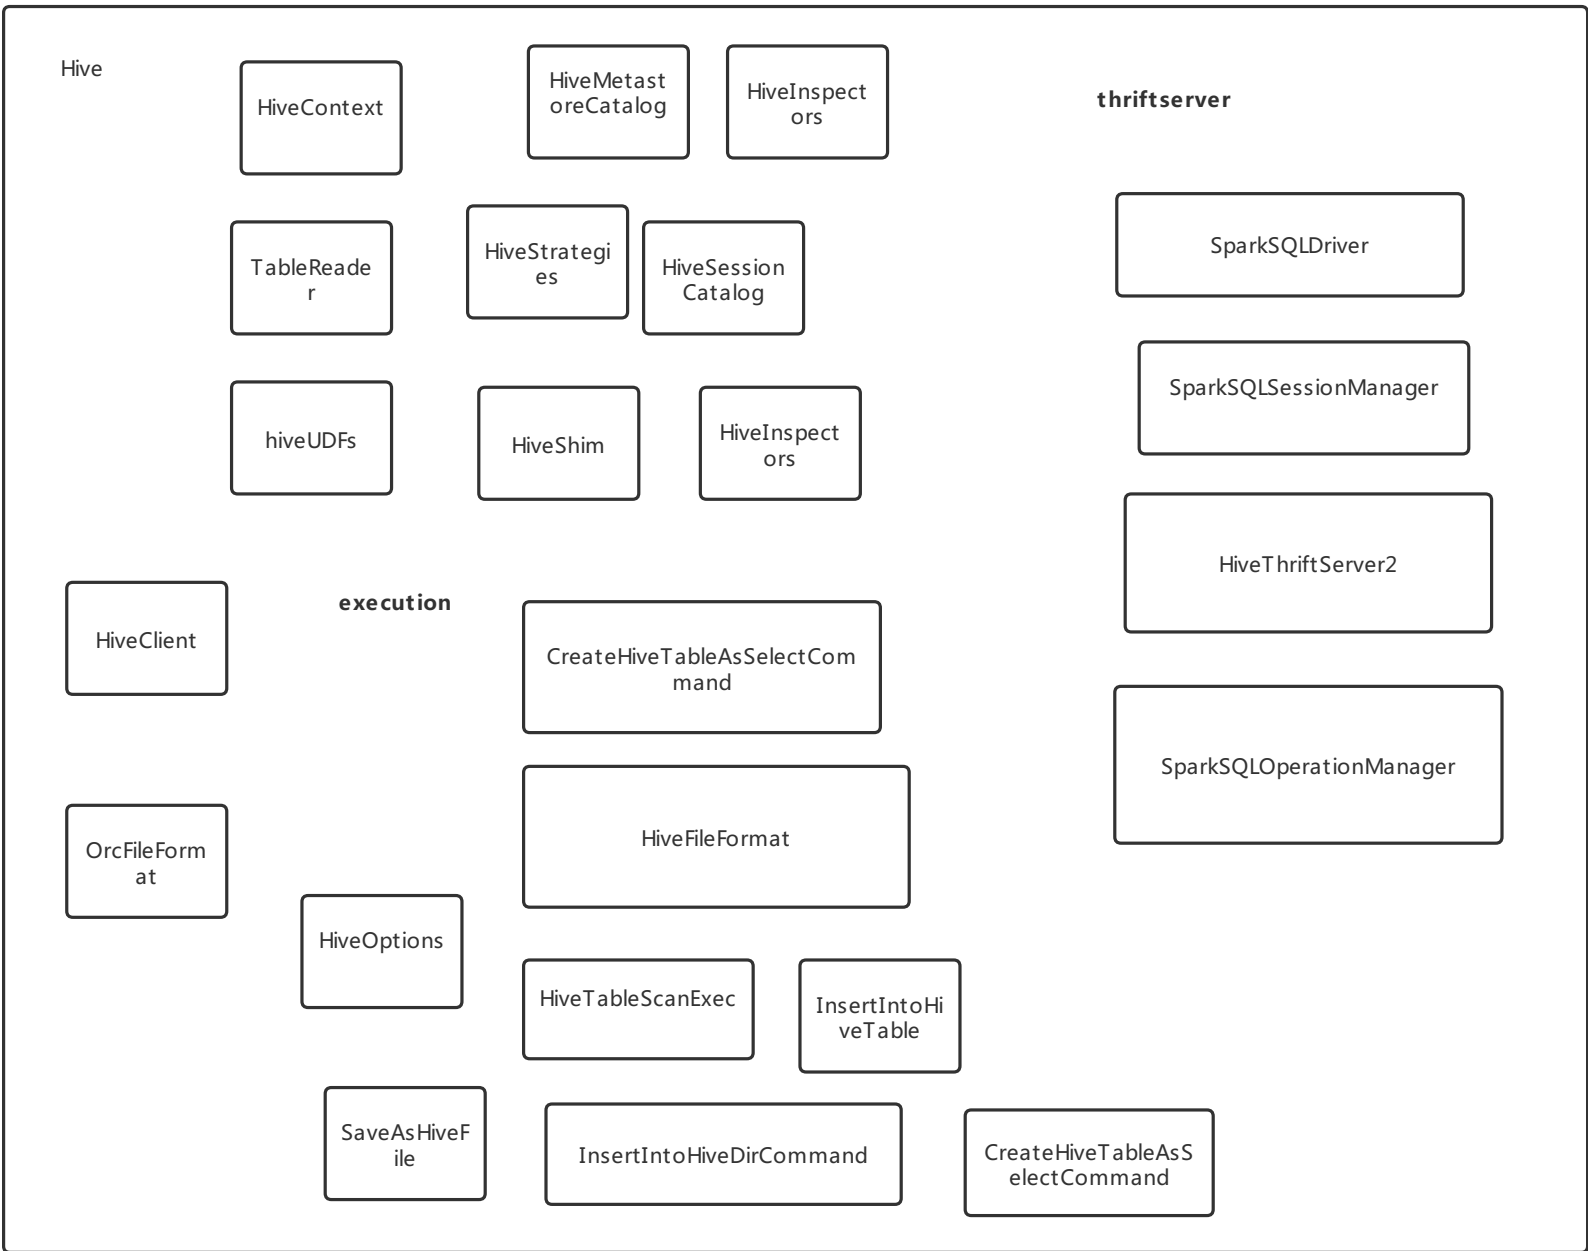 Hive
HiveContext
HiveMetast
oreCatalog
HiveInspect
ors
thriftserver
TableReade
r
HiveStrategi
es
HiveSession
Catalog
SparkSQLDriver
hiveUDFs
HiveShim
HiveInspect
ors
SparkSQLSessionManager
HiveThriftServer2
HiveClient
execution
CreateHiveTableAsSelectCom
mand
SparkSQLOperationManager
OrcFileForm
at
HiveFileFormat
HiveOptions
HiveTableScanExec
InsertIntoHi
veTable
SaveAsHiveF
ile
InsertIntoHiveDirCommand
CreateHiveTableAsS
electCommand